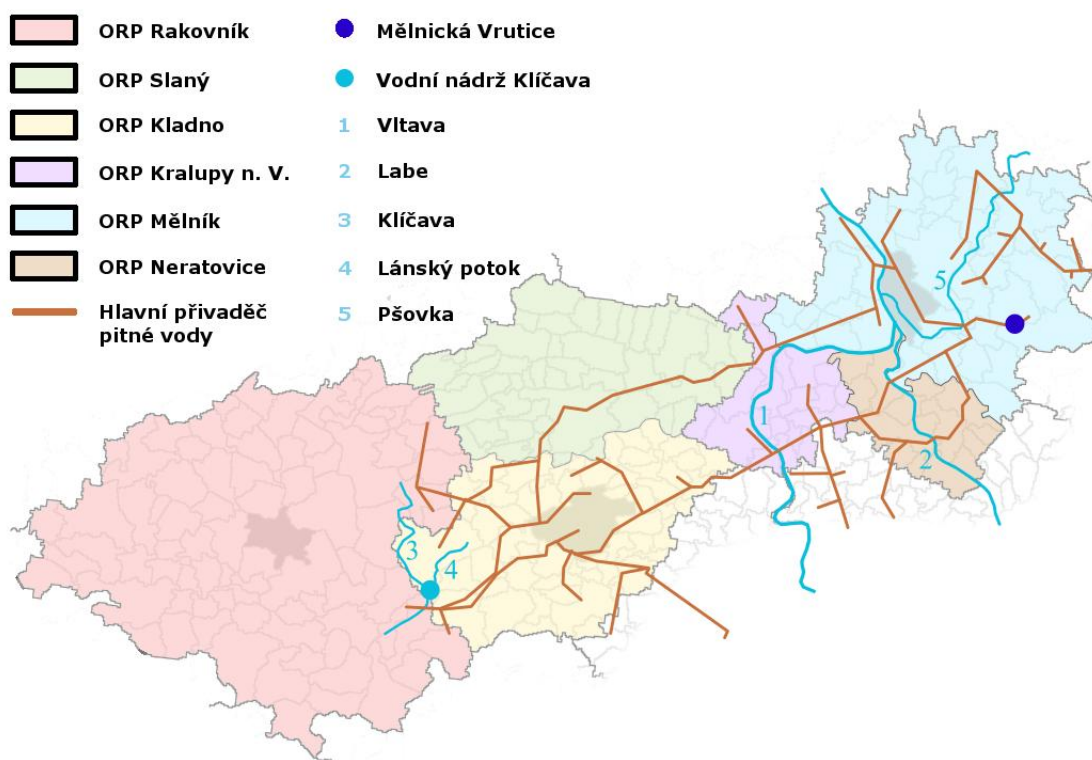 ORP Rakovník
ORP Slaný
ORP Kladno
ORP Kralupy n. V.
ORP Mělník
ORP Neratovice
Hlavní přivaděč
pitné vody
Mělnická Vrutice
Vodní nádrž Klíčava
1 Vltava
2 Labe
3 Klíčava
4 Lánský potok
5 Pšovka
5
1
2
3
4